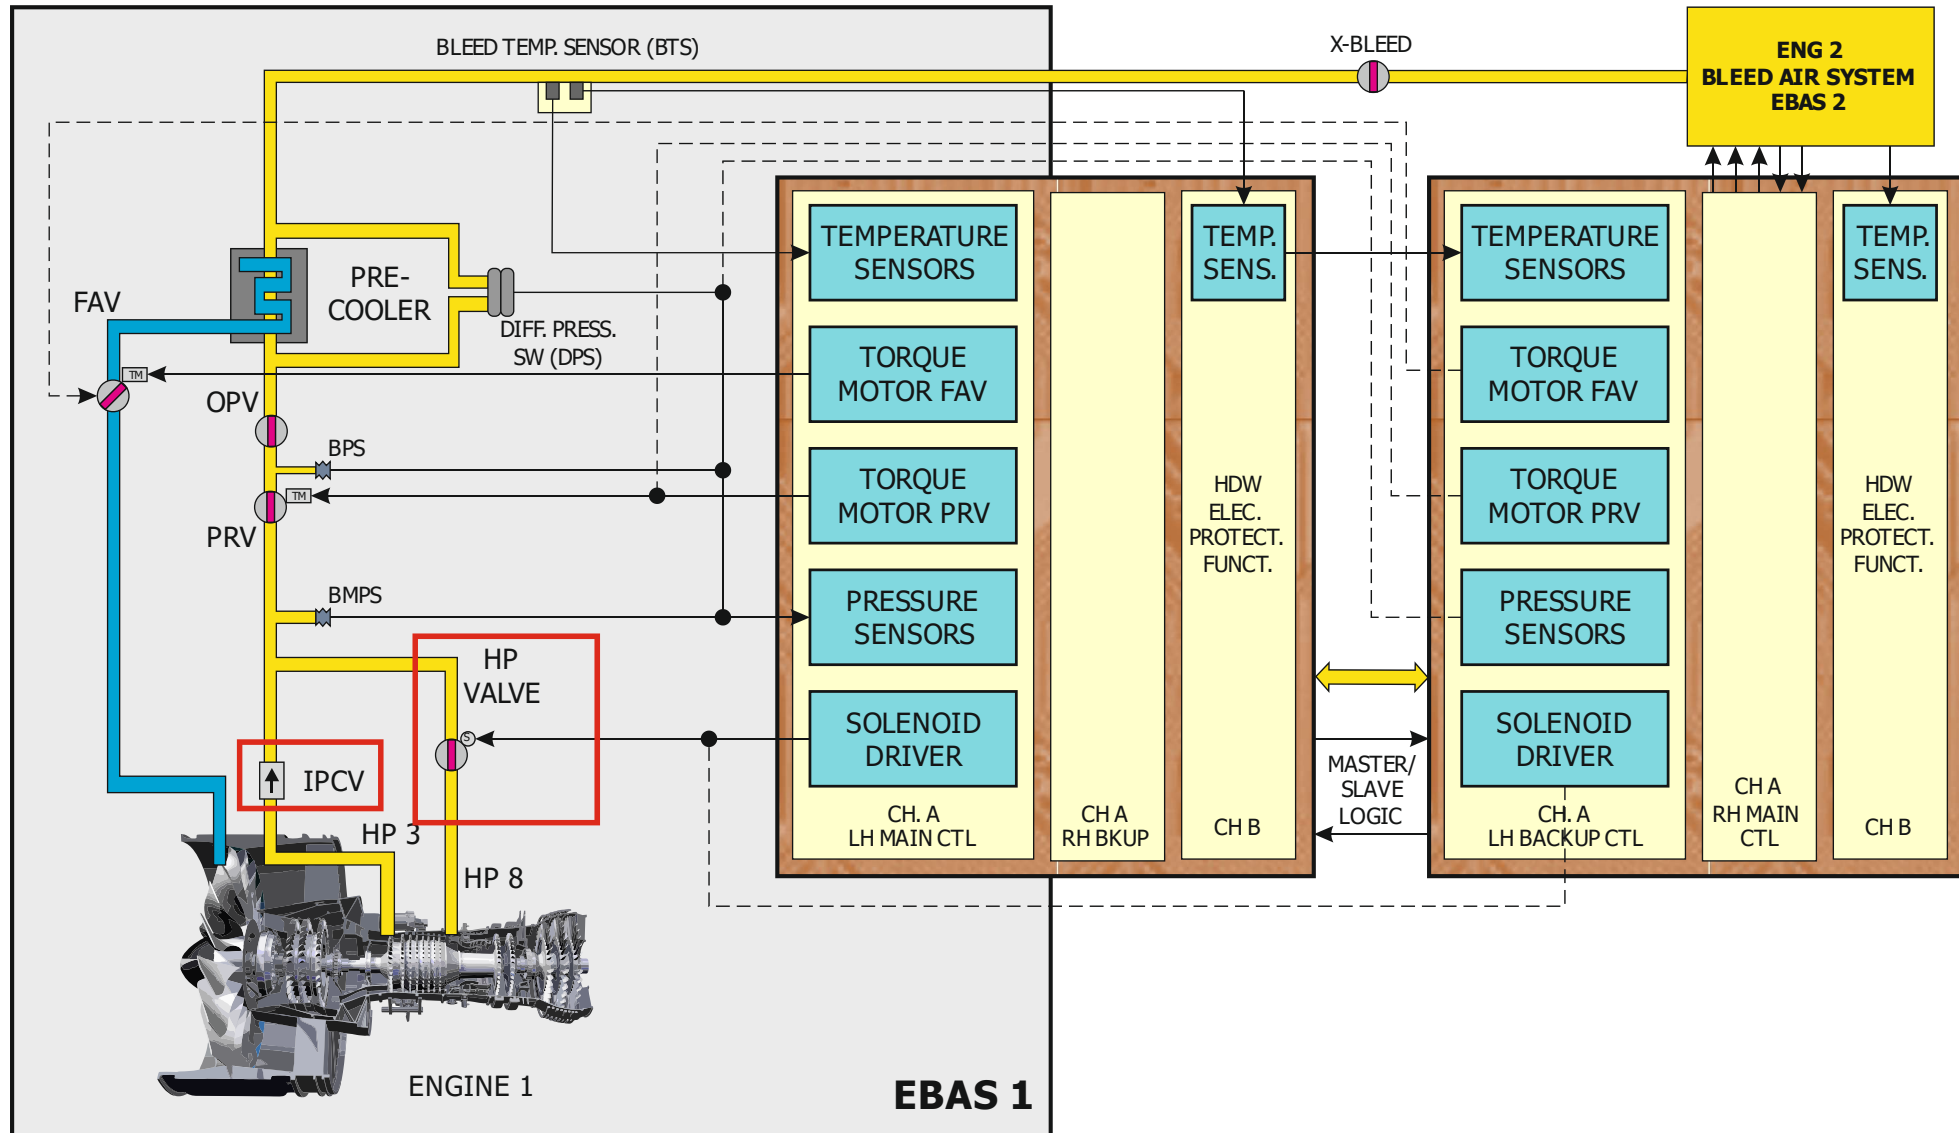 BLEED TEMP. SENSOR (BTS)
X-BLEED
ENG 2
BLEED AIR SYSTEM
EBAS 2
TEMPERATURE
SENSORS
TEMP.
SENS.
TEMPERATURE
SENSORS
TEMP.
SENS.
PRE-
COOLER
FAV
DIFF. PRESS.
SW (DPS)
TM
TORQUE
MOTOR FAV
TORQUE
MOTOR FAV
OPV
BPS
TM
PRV
TORQUE
MOTOR PRV
HDW
ELEC.
PROTECT.
FUNCT.
TORQUE
MOTOR PRV
HDW
ELEC.
PROTECT.
FUNCT.
BMPS
PRESSURE
SENSORS
PRESSURE
SENSORS
HP
VALVE
S
SOLENOID
DRIVER
SOLENOID
DRIVER
IPCV
MASTER/
SLAVE
LOGIC
HP 3
HP 8
CH. A
LH MAIN CTL
CH A
RH BKUP
CH B
CH. A
LH BACKUP CTL
CH A
RH MAIN
CTL
CH B
ENGINE 1
EBAS 1